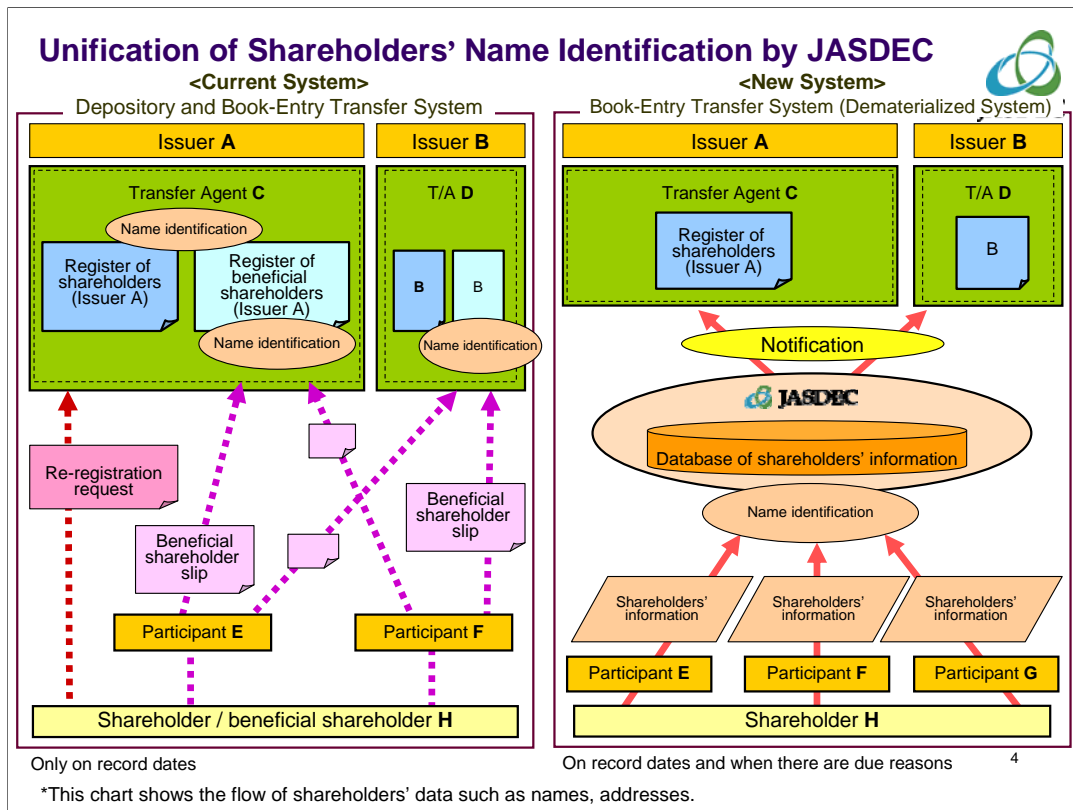 Unification of Shareholders’ Name Identification by JASDEC
<Current System>
Depository and Book-Entry Transfer System
Issuer A
Issuer B
Transfer Agent C
T/A D
Name identification
Register of
shareholders
(Issuer A)
Register of
beneficial
shareholders
(Issuer A)
B
B
Name identification
Name identification
Re-registration
request
Beneficial
shareholder
slip
Beneficial
shareholder
slip
Participant E
Participant F
Shareholder / beneficial shareholder H
Only on record dates
<New System>
Book-Entry Transfer System (Dematerialized System)
Issuer A
Issuer B
Transfer Agent C
T/A D
Register of
shareholders
(Issuer A)
B
Notification
JASDEC
Database of shareholders’ information
Name identification
Shareholders’
information
Shareholders’
information
Shareholders’
information
Participant E
Participant F
Participant G
Shareholder H
On record dates and when there are due reasons
4
*This chart shows the flow of shareholders’ data such as names, addresses.